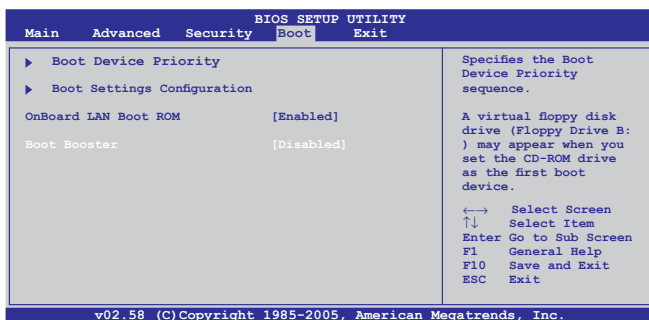 BIOS SETUP UTILITY
Main Advanced Security Boot Exit
Boot Device Priority
Boot Settings Configuration
OnBoard LAN Boot ROM [Enabled]
Boot Booster [Disabled]
Specifies the Boot
Device Priority
sequence.
A virtual floppy disk
drive (Floppy Drive B:
) may appear when you
set the CD-ROM drive
as the first boot
device.
←→ Select Screen
↑↓ Select Item
Enter Go to Sub Screen
F1 General Help
F10 Save and Exit
ESC Exit
v02.58 (C)Copyright 1985-2005, American Megatrends, Inc.